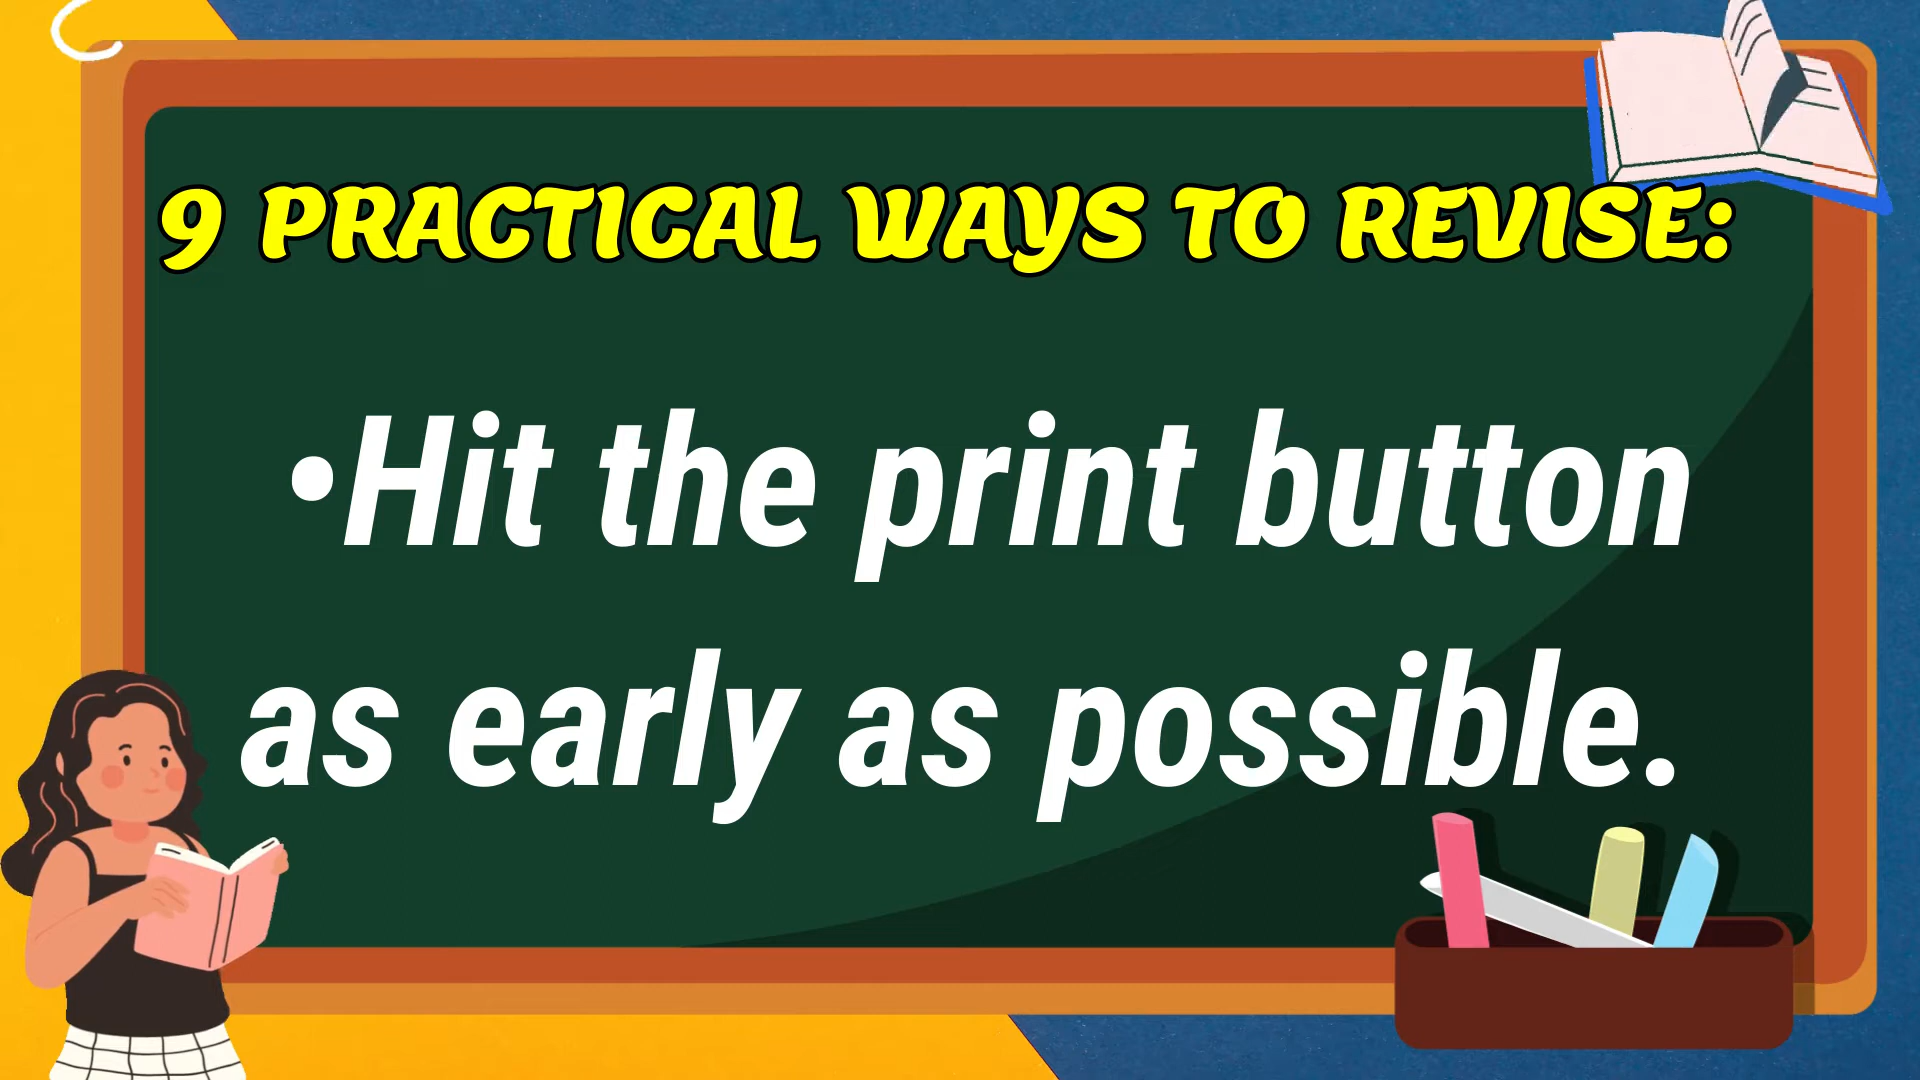 9 PRACTICAL WAYS TO REVISE:
•Hit the print button
as early as possible.